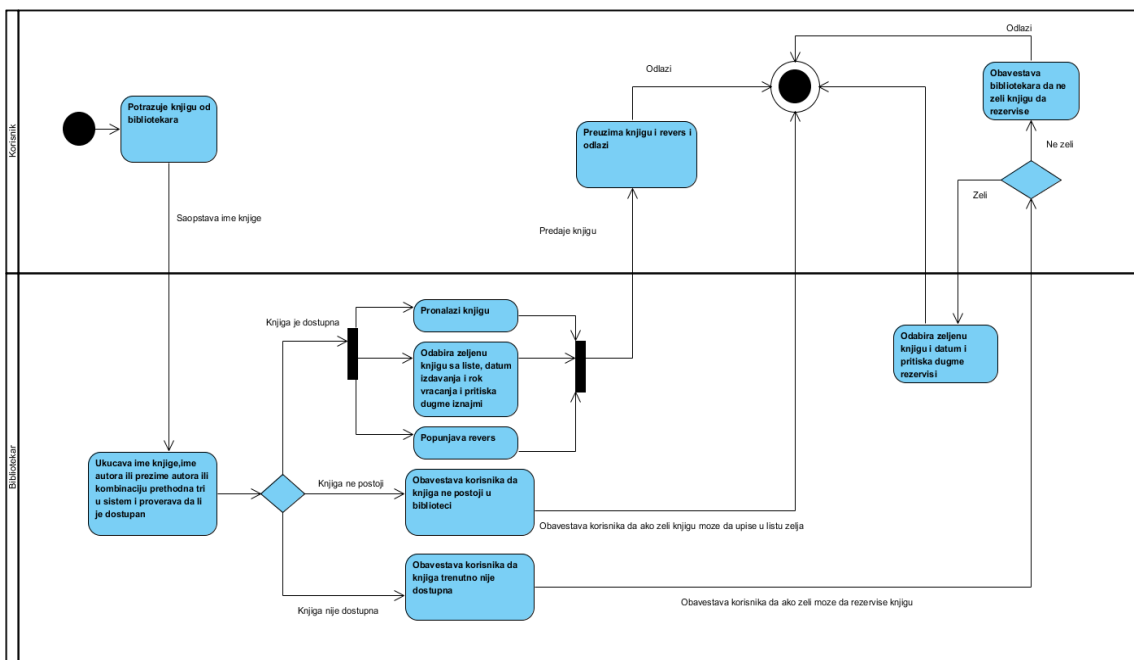 Korisnik
Potrazuje knjigu od
bibliotekara
Saopstava ime knjige
Preuzima knjigu i revers i
odlazi
Odlazi
Predaje knjigu
Odlazi
Obavestava
bibliotekara da ne
zeli knjigu da
rezervise
Ne zeli
Zeli
Bibliotekar
Ukucava ime knjige,ime
autora ili prezime autora ili
kombinaciju prethodna tri
u sistem i proverava da li
je dostupan
Knjiga je dostupna
Pronalazi knjigu
Odabira zeljenu
knjigu sa liste, datum
izdavanja i rok
vracanja i pritiska
dugme iznajmi
Popunjava revers
Knjiga ne postoji
Obavestava korisnika da
knjiga ne postoji u
biblioteci
Obavestava korisnika da ako zeli knjigu moze da upise u listu zelja
Knjiga nije dostupna
Obavestava korisnika da
knjiga trenutno nije
dostupna
Obavestava korisnika da ako zeli moze da rezervise knjigu
Odabira zeljenu
knjigu i datum i
pritiska dugme
rezervisi